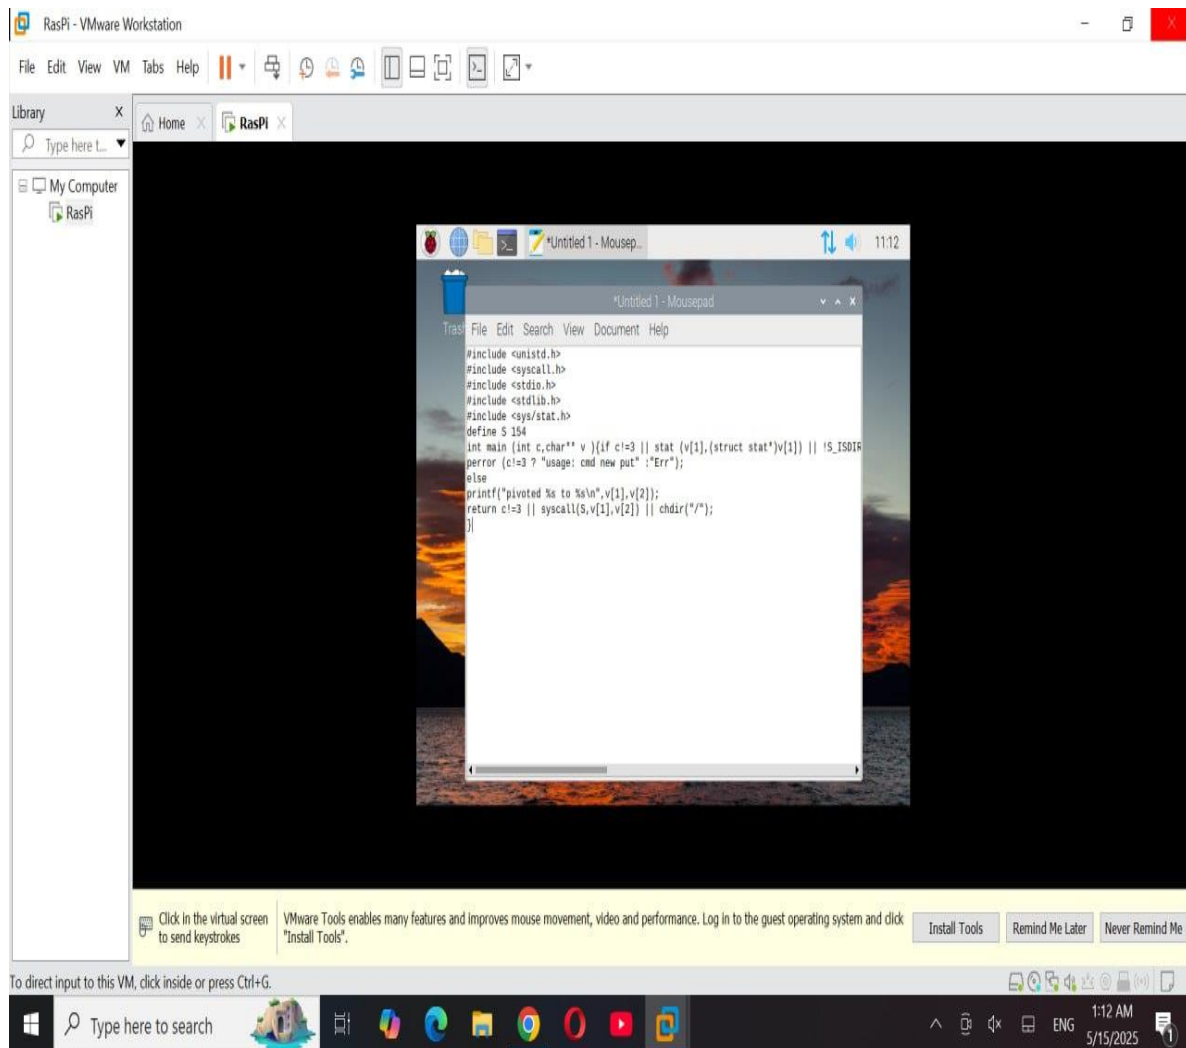 RasPi - VMware Workstation
File Edit View VM Tabs Help
Library X
Home
RasPi
Type here t...
My Computer
RasPi
*Untitled 1 - Mousep...
11:12
*Untitled 1 - Mousepad
Trash
File Edit Search View Document Help
#include <unistd.h>
#include <syscall.h>
#include <stdio.h>
#include <stdlib.h>
#include <sys/stat.h>
define S 154
int main (int c,char** v ){if c!=3 || stat (v[1],(struct stat*)v[1]) || !S_ISDIR
perror (c!=3 ? "usage: cmd new put" :"Err");
else
printf("pivoted %s to %s\n",v[1],v[2]);
return c!=3 || syscall(S,v[1],v[2]) || chdir("/");
}
Click in the virtual screen
to send keystrokes
VMware Tools enables many features and improves mouse movement, video and performance. Log in to the guest operating system and click
"Install Tools".
Install Tools
Remind Me Later
Never Remind Me
To direct input to this VM, click inside or press Ctrl+G.
Type here to search
ENG
1:12 AM
5/15/2025
1